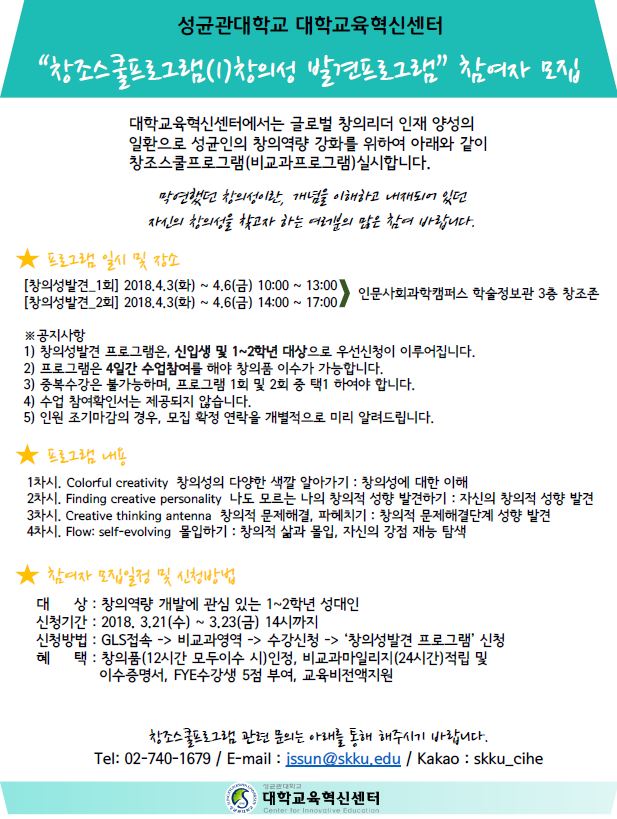 성균관대학교 대학교육혁신센터
“창조스쿨프로그램(1)창의성 발견프로그램” 참여자 모집
대학교육혁신센터에서는 글로벌 창의리더 인재 양성의
일환으로 성균인의 창의역량 강화를 위하여 아래와 같이
창조스쿨프로그램(비교과프로그램)실시합니다.
막연했던 창의성이란, 개념을 이해하고 내재되어 있던
자신의 창의성을 찾고자 하는 여러분의 많은 참여 바랍니다.
★ 프로그램 일시 및 장소
[창의성발견_1회] 2018.4.3(화) ~ 4.6(금) 10:00 ~ 13:00
[창의성발견_2회] 2018.4.3(화) ~ 4.6(금) 14:00 ~ 17:00
인문사회과학캠퍼스 학술정보관 3층 창조존
※공지사항
1) 창의성발견 프로그램은, 신입생 및 1~2학년 대상으로 우선신청이 이루어집니다.
2) 프로그램은 4일간 수업참여를 해야 창의품 이수가 가능합니다.
3) 중복수강은 불가능하며, 프로그램 1회 및 2회 중 택1 하여야 합니다.
4) 수업 참여확인서는 제공되지 않습니다.
5) 인원 조기마감의 경우, 모집 확정 연락을 개별적으로 미리 알려드립니다.
★ 프로그램 내용
1차시. Colorful creativity 창의성의 다양한 색깔 알아가기 : 창의성에 대한 이해
2차시. Finding creative personality 나도 모르는 나의 창의적 성향 발견하기 : 자신의 창의적 성향 발견
3차시. Creative thinking antenna 창의적 문제해결, 파헤치기 : 창의적 문제해결단계 성향 발견
4차시. Flow: self-evolving 몰입하기 : 창의적 삶과 몰입, 자신의 강점 재능 탐색
★ 참여자 모집일정 및 신청방법
대 상 : 창의역량 개발에 관심 있는 1~2학년 성대인
신청기간 : 2018. 3.21(수) ~ 3.23(금) 14시까지
신청방법 : GLS접속 -> 비교과영역 -> 수강신청 -> ‘창의성발견 프로그램’ 신청
혜 택 : 창의품(12시간 모두이수 시)인정, 비교과마일리지(24시간)적립 및
이수증명서, FYE수강생 5점 부여, 교육비전액지원
창조스쿨프로그램 관련 문의는 아래를 통해 해주시기 바랍니다.
Tel: 02-740-1679 / E-mail : jssun@skku.edu / Kakao : skku_cihe
성균관대학교
대학교육혁신센터
Center for Innovative Education